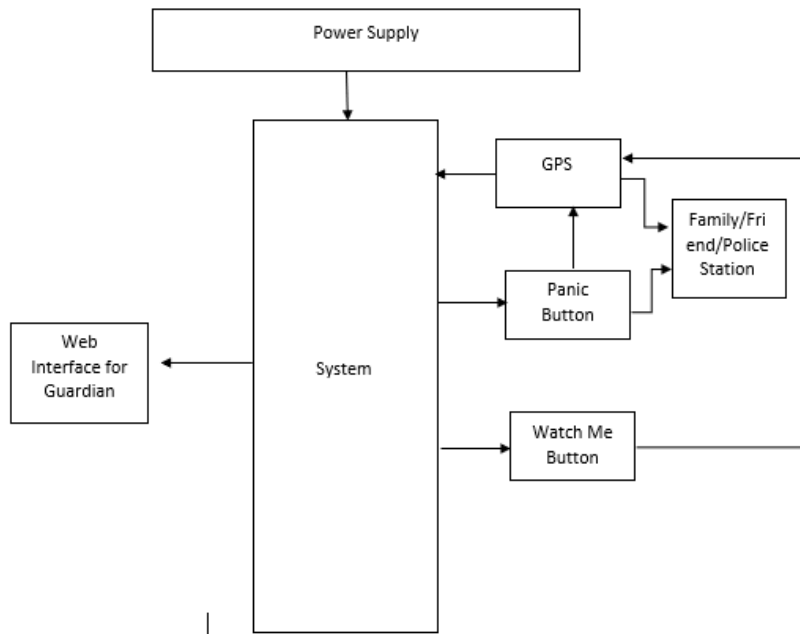 Power Supply
GPS
Family/Fri
end/Police
Station
Panic
Button
Web
Interface for
Guardian
System
Watch Me
Button